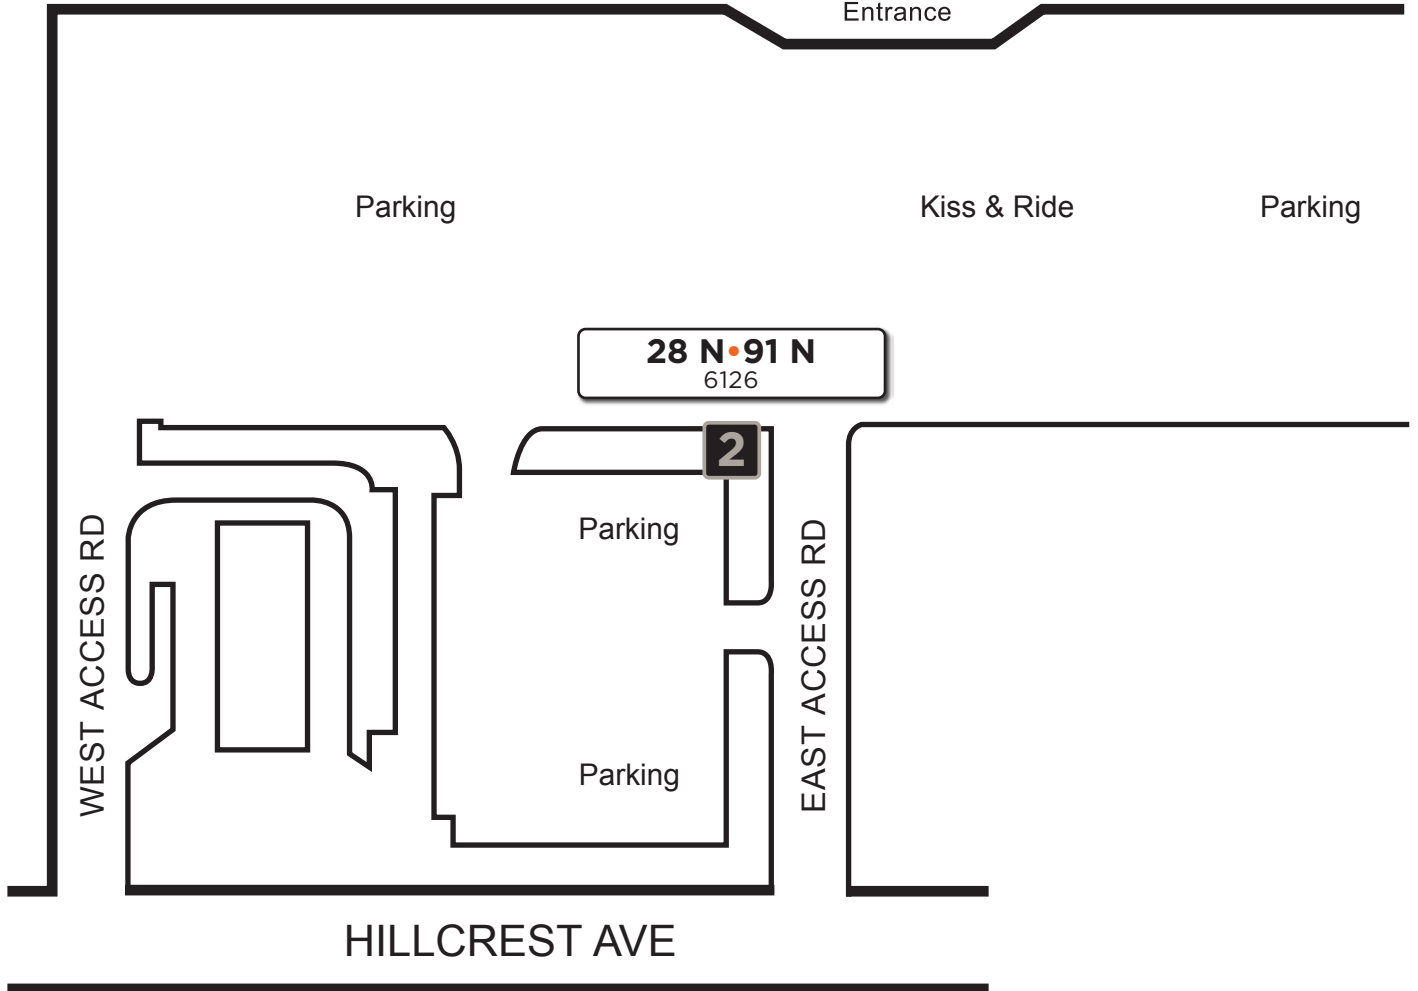 Entrance
Parking
Kiss & Ride
Parking
28 N•91 N
6126
2
Parking
WEST ACCESS RD
EAST ACCESS RD
Parking
HILLCREST AVE